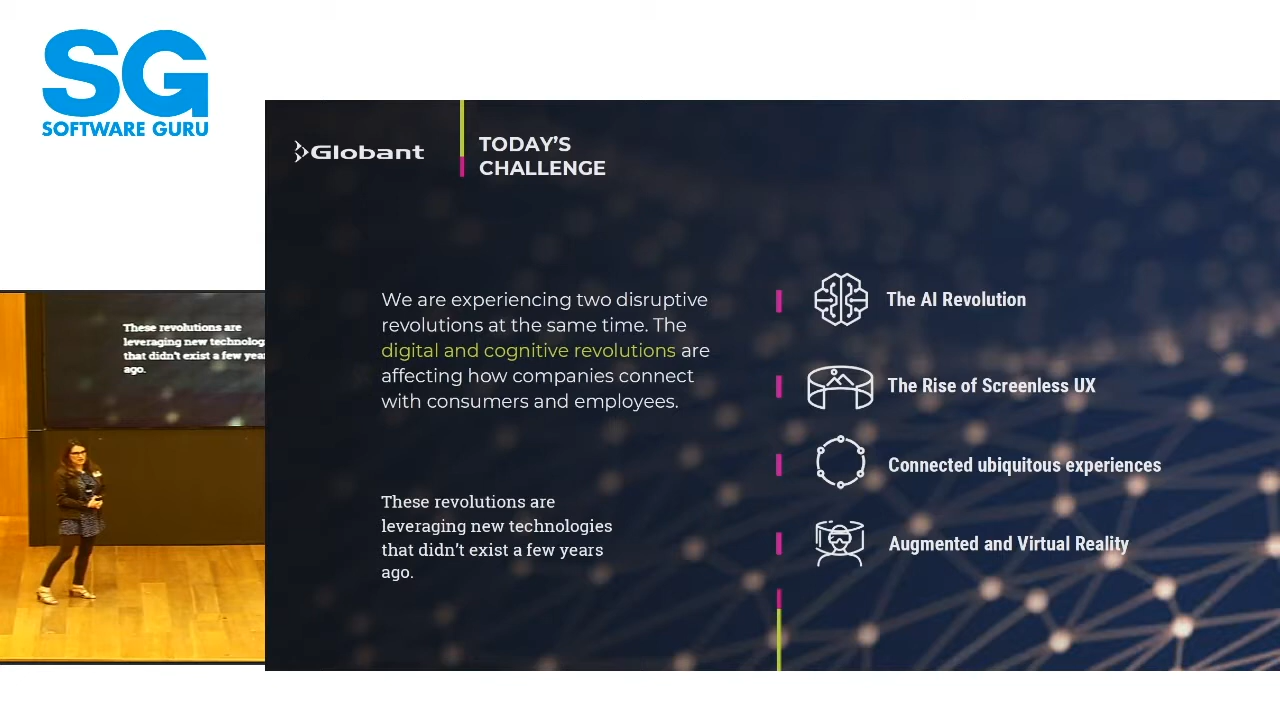 SG
SOFTWARE GURU
Globant
TODAY'S
CHALLENGE
We are experiencing two disruptive
revolutions at the same time. The
digital and cognitive revolutions are
affecting how companies connect
with consumers and employees.
These revolutions are
leveraging new technologies
that didn't exist a few years
ago.
The AI Revolution
The Rise of Screenless UX
Connected ubiquitous experiences
Augmented and Virtual Reality
These revolutions are
leveraging new technolog
that didn't exist a few yea
ago.